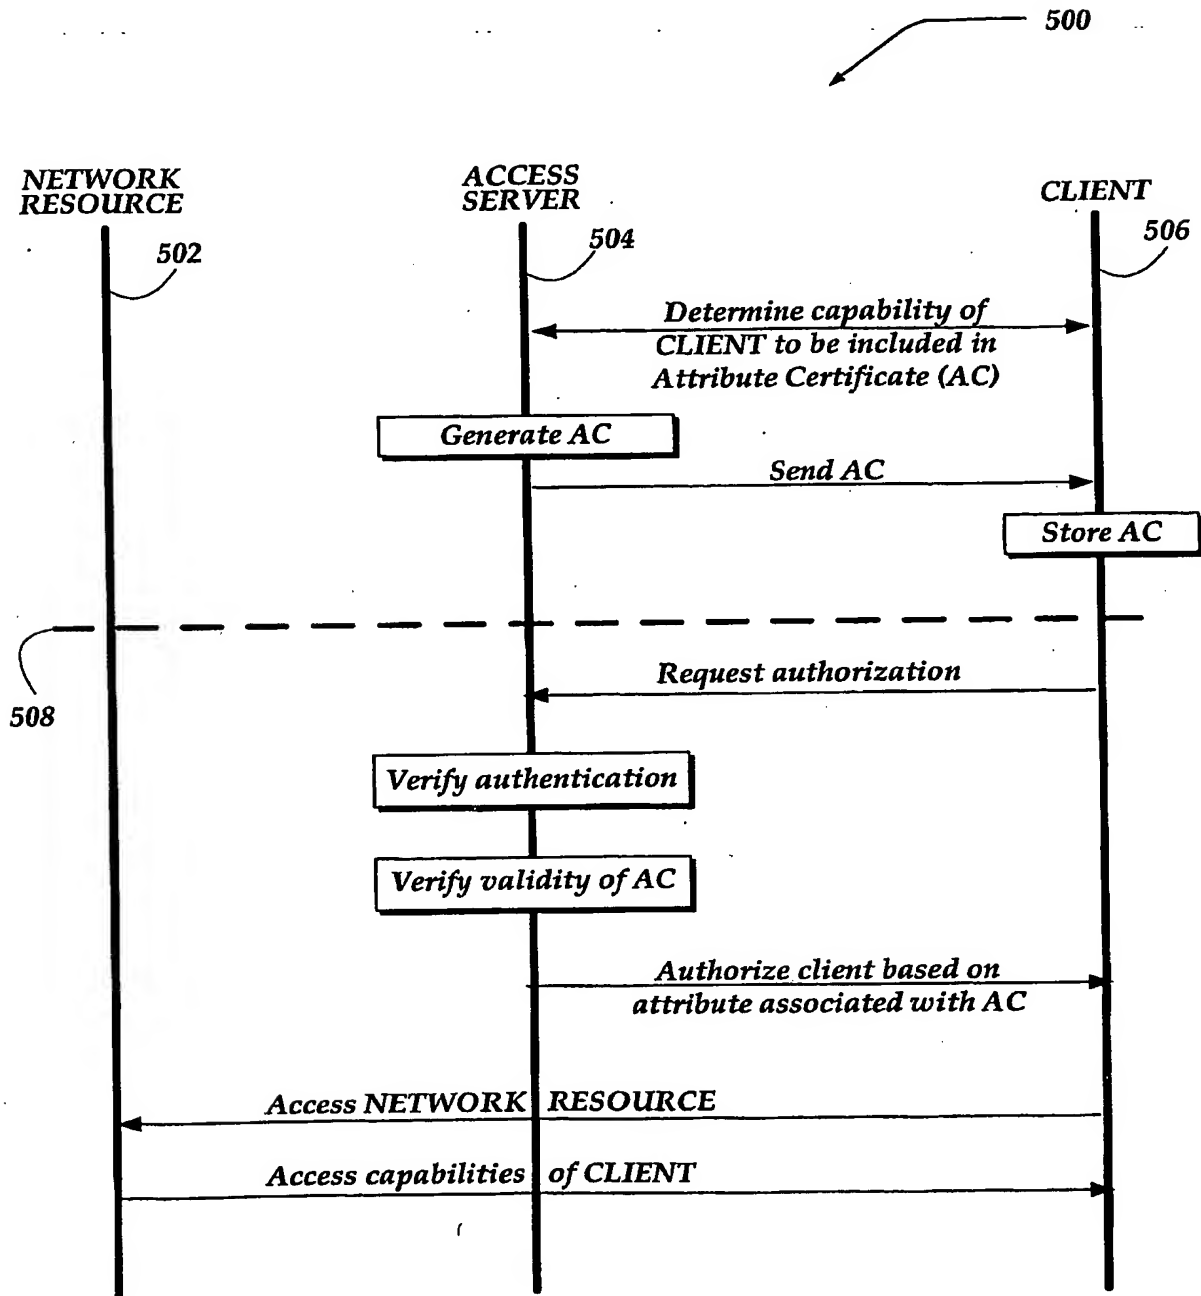 500
NETWORK
RESOURCE
ACCESS
SERVER
CLIENT
502
504
506
Determine capability of
CLIENT to be included in
Attribute Certificate (AC)
Generate AC
Send AC
Store AC
508
Request authorization
Verify authentication
Verify validity of AC
Authorize client based on
attribute associated with AC
Access NETWORK RESOURCE
Access capabilities of CLIENT